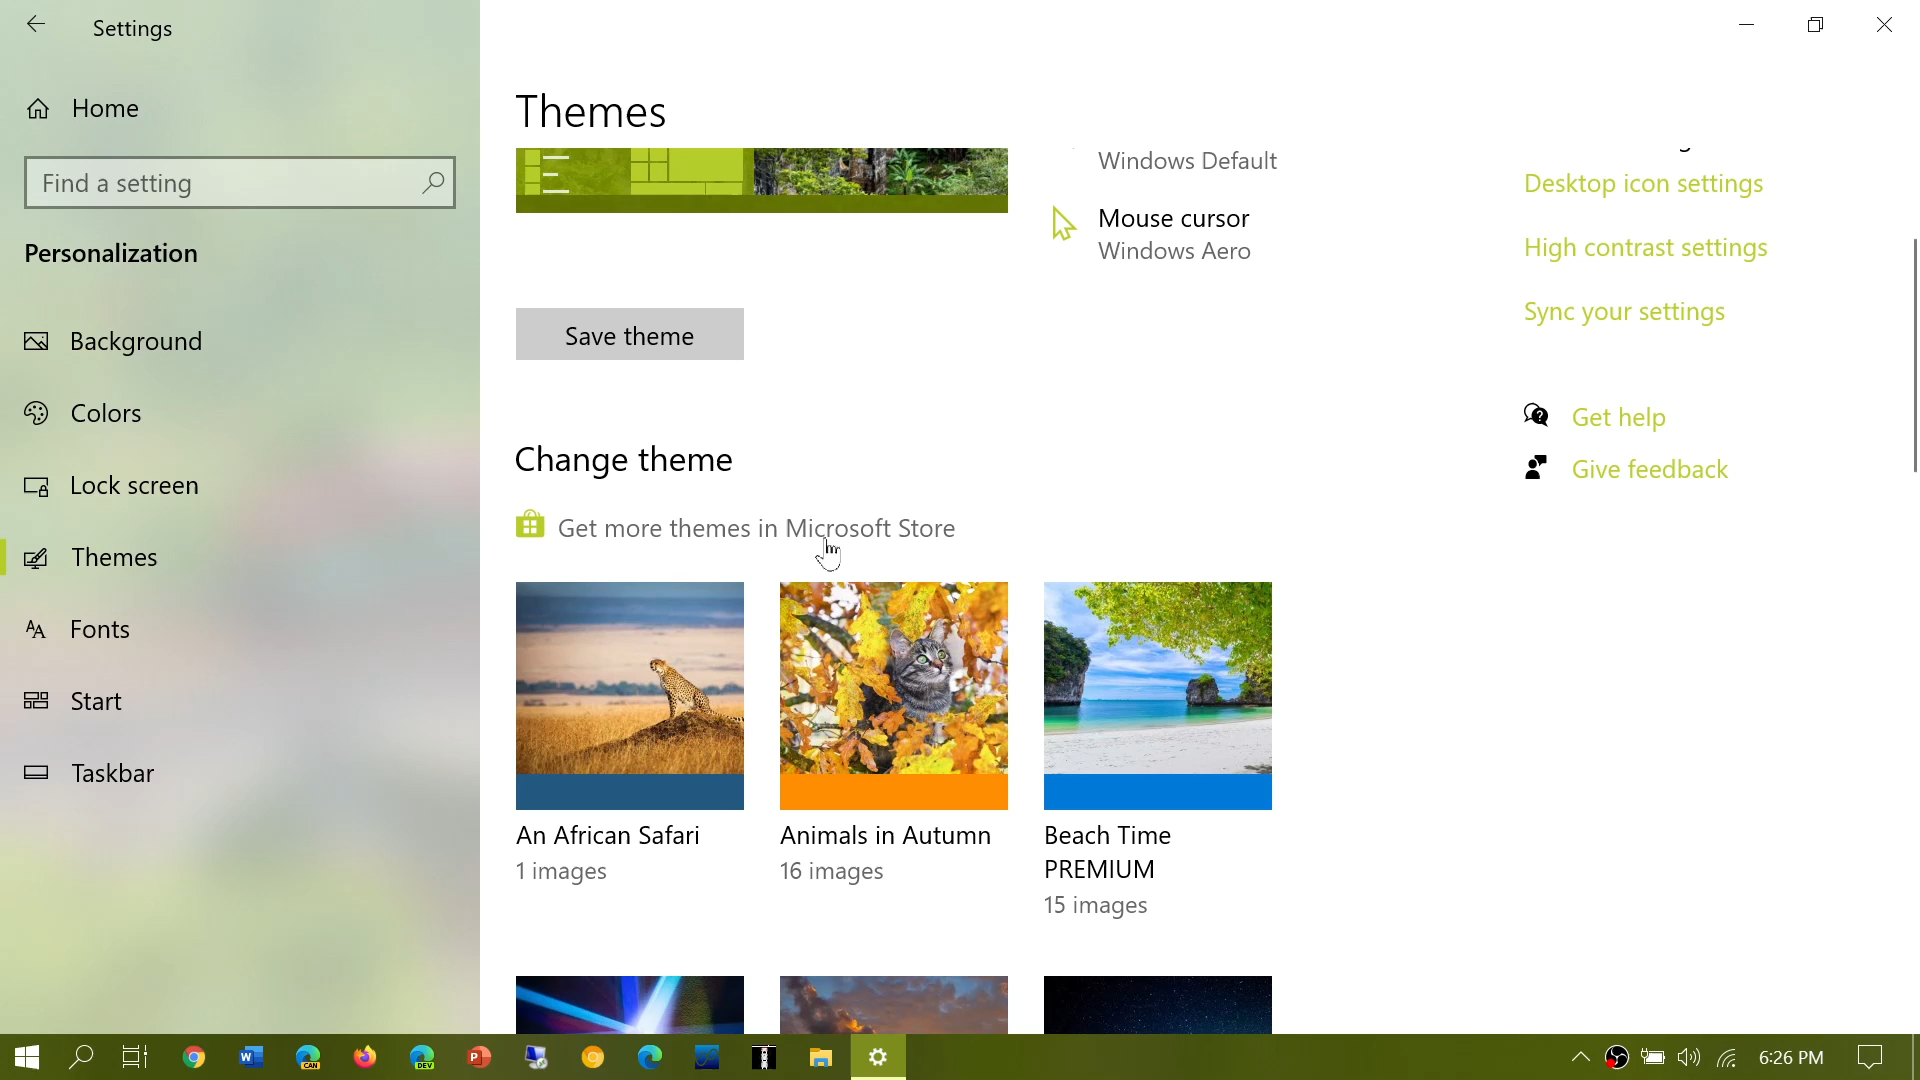 Settings
Home
Find a setting
Personalization
Background
Colors
Lock screen
Themes
Fonts
Start
Taskbar
Themes
Windows Default
Mouse cursor
Windows Aero
Save theme
Change theme
Get more themes in Microsoft Store
An African Safari
1 images
Animals in Autumn
16 images
Beach Time
PREMIUM
15 images
Desktop icon settings
High contrast settings
Sync your settings
Get help
Give feedback
CAN
DEV
6:26 PM